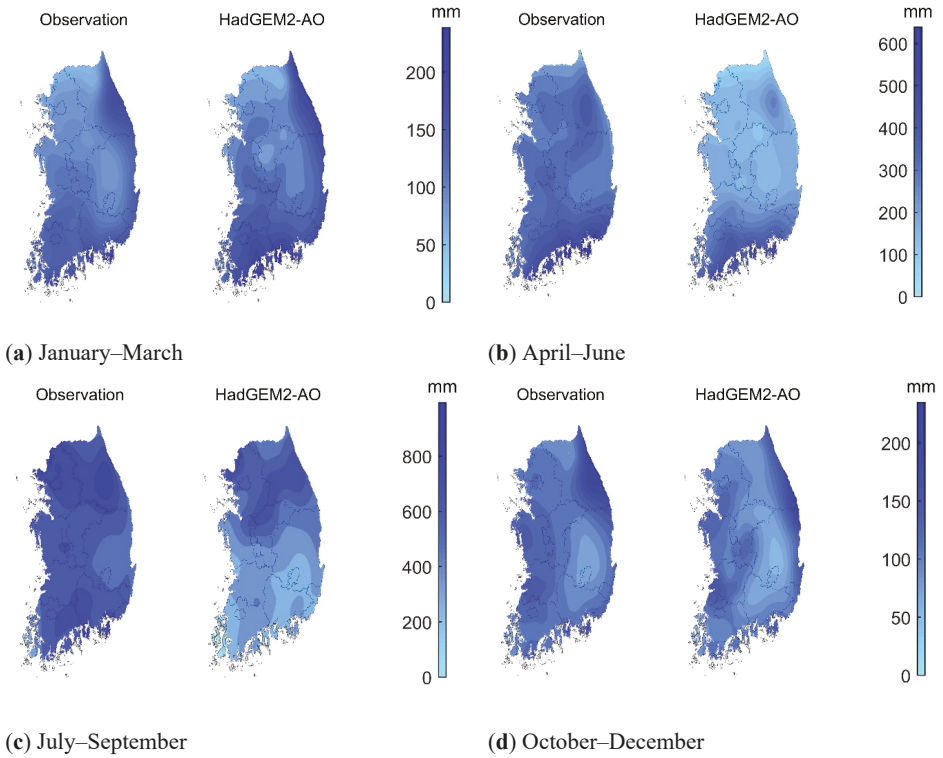 Observation HadGEM2-AO mm
200
150
100
50
0
(a) January–March
Observation HadGEM2-AO mm
600
500
400
300
200
100
0
(b) April–June
Observation HadGEM2-AO mm
800
600
400
200
0
(c) July–September
Observation HadGEM2-AO mm
200
150
100
50
0
(d) October–December